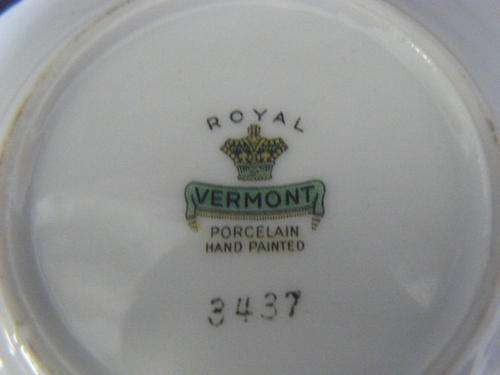 ROYAL
VERMONT
PORCELAIN
HAND PAINTED
3437